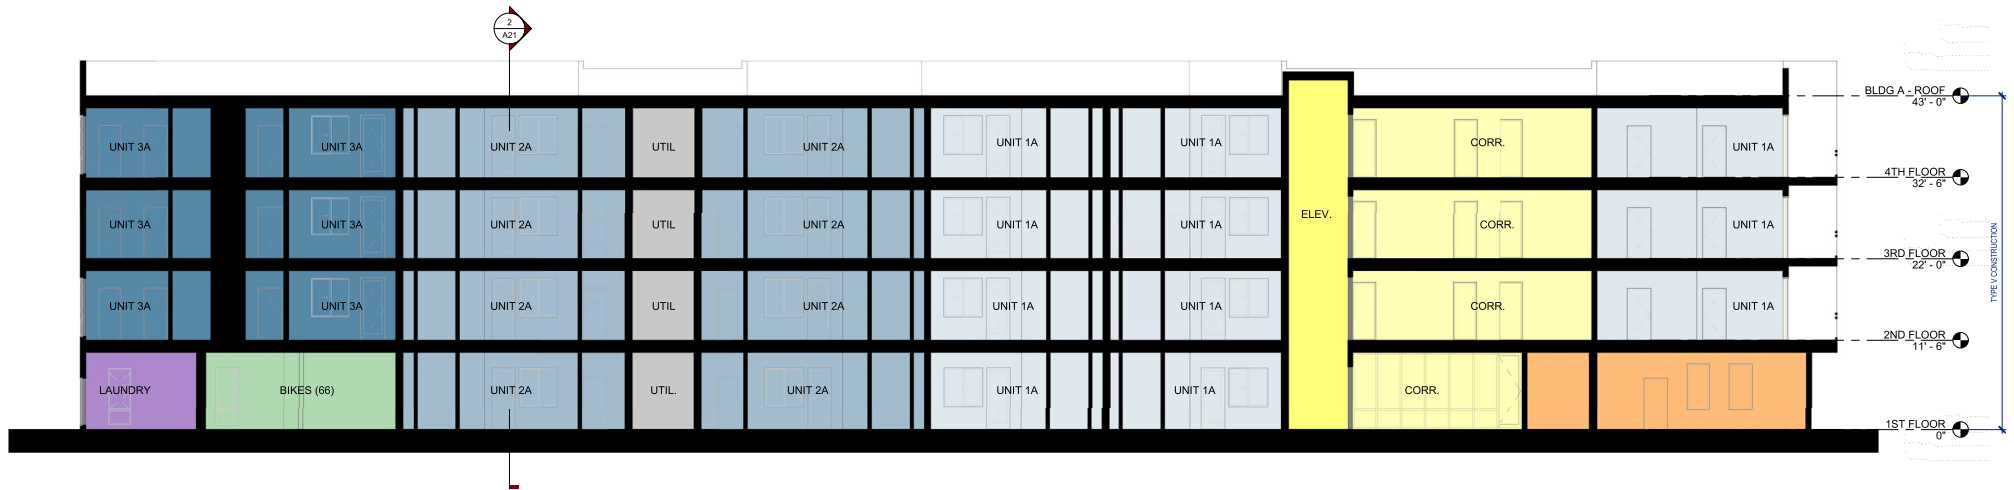 2
A21
BLDG A - ROOF
43' - 0"
UNIT 3A
UNIT 3A
UNIT 2A
UTIL
UNIT 2A
UNIT 1A
UNIT 1A
CORR.
UNIT 1A
4TH FLOOR
32' - 6"
UNIT 3A
UNIT 3A
UNIT 2A
UTIL
UNIT 2A
UNIT 1A
UNIT 1A
ELEV.
CORR.
UNIT 1A
3RD FLOOR
22' - 0"
TYPE V CONSTRUCTION
UNIT 3A
UNIT 3A
UNIT 2A
UTIL
UNIT 2A
UNIT 1A
UNIT 1A
CORR.
UNIT 1A
2ND FLOOR
11' - 6"
LAUNDRY
BIKES (66)
UNIT 2A
UTIL.
UNIT 2A
UNIT 1A
UNIT 1A
CORR.
1ST FLOOR
0"